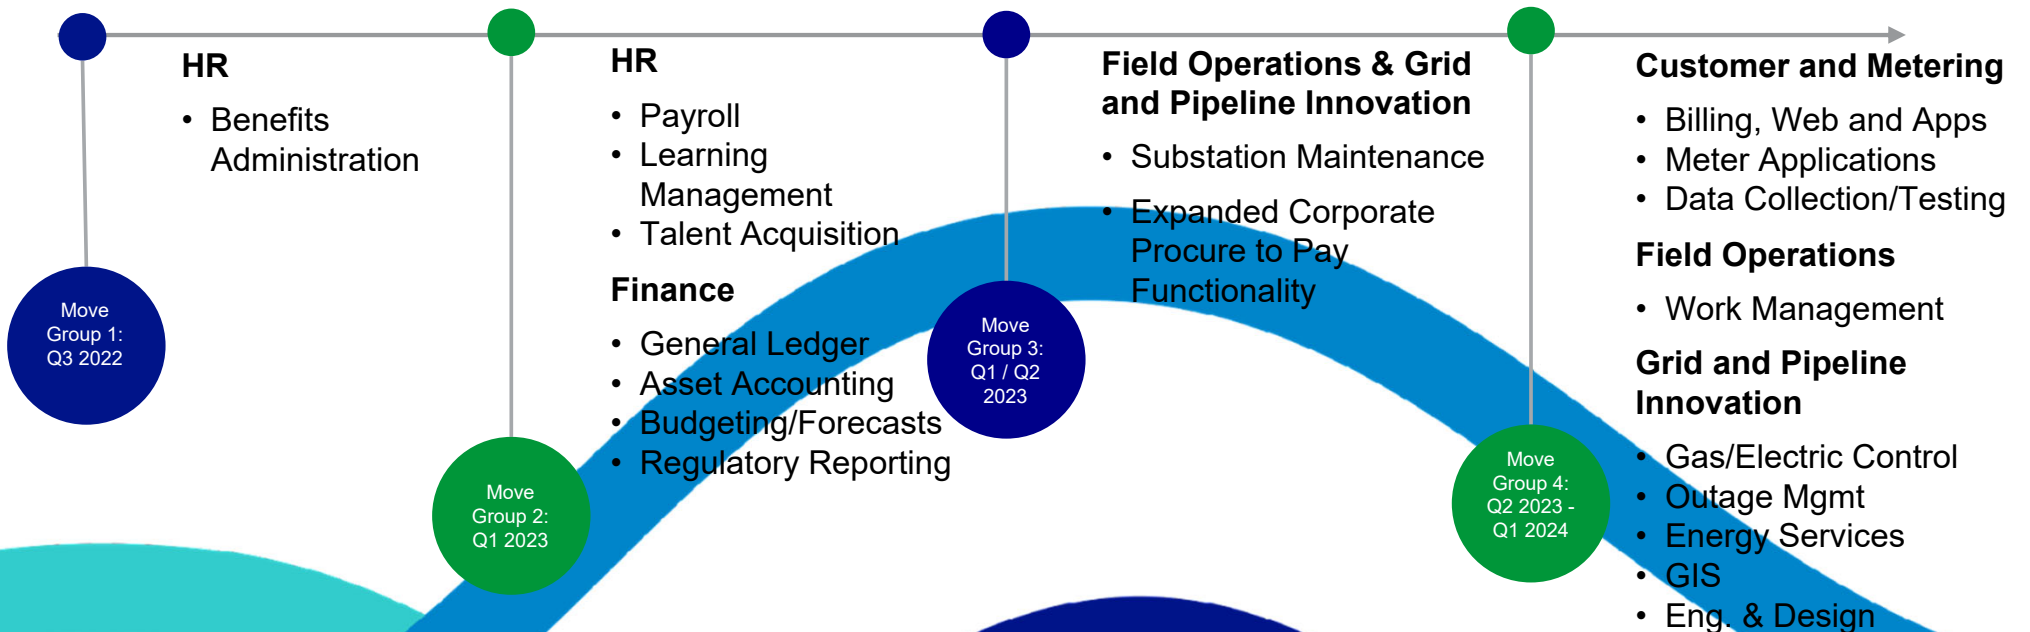 HR
• Benefits
Administration
Move
Group 1:
Q3 2022
HR
• Payroll
• Learning
Management
• Talent Acquisition
Finance
• General Ledger
• Asset Accounting
• Budgeting/Forecasts
• Regulatory Reporting
Move
Group 2:
Q1 2023
Field Operations & Grid
and Pipeline Innovation
• Substation Maintenance
• Expanded Corporate
Procure to Pay
Functionality
Move
Group 3:
Q1 / Q2
2023
Customer and Metering
• Billing, Web and Apps
• Meter Applications
• Data Collection/Testing
Field Operations
• Work Management
Grid and Pipeline
Innovation
• Gas/Electric Control
• Outage Mgmt
• Energy Services
• GIS
• Eng. & Design
Move
Group 4:
Q2 2023 -
Q1 2024